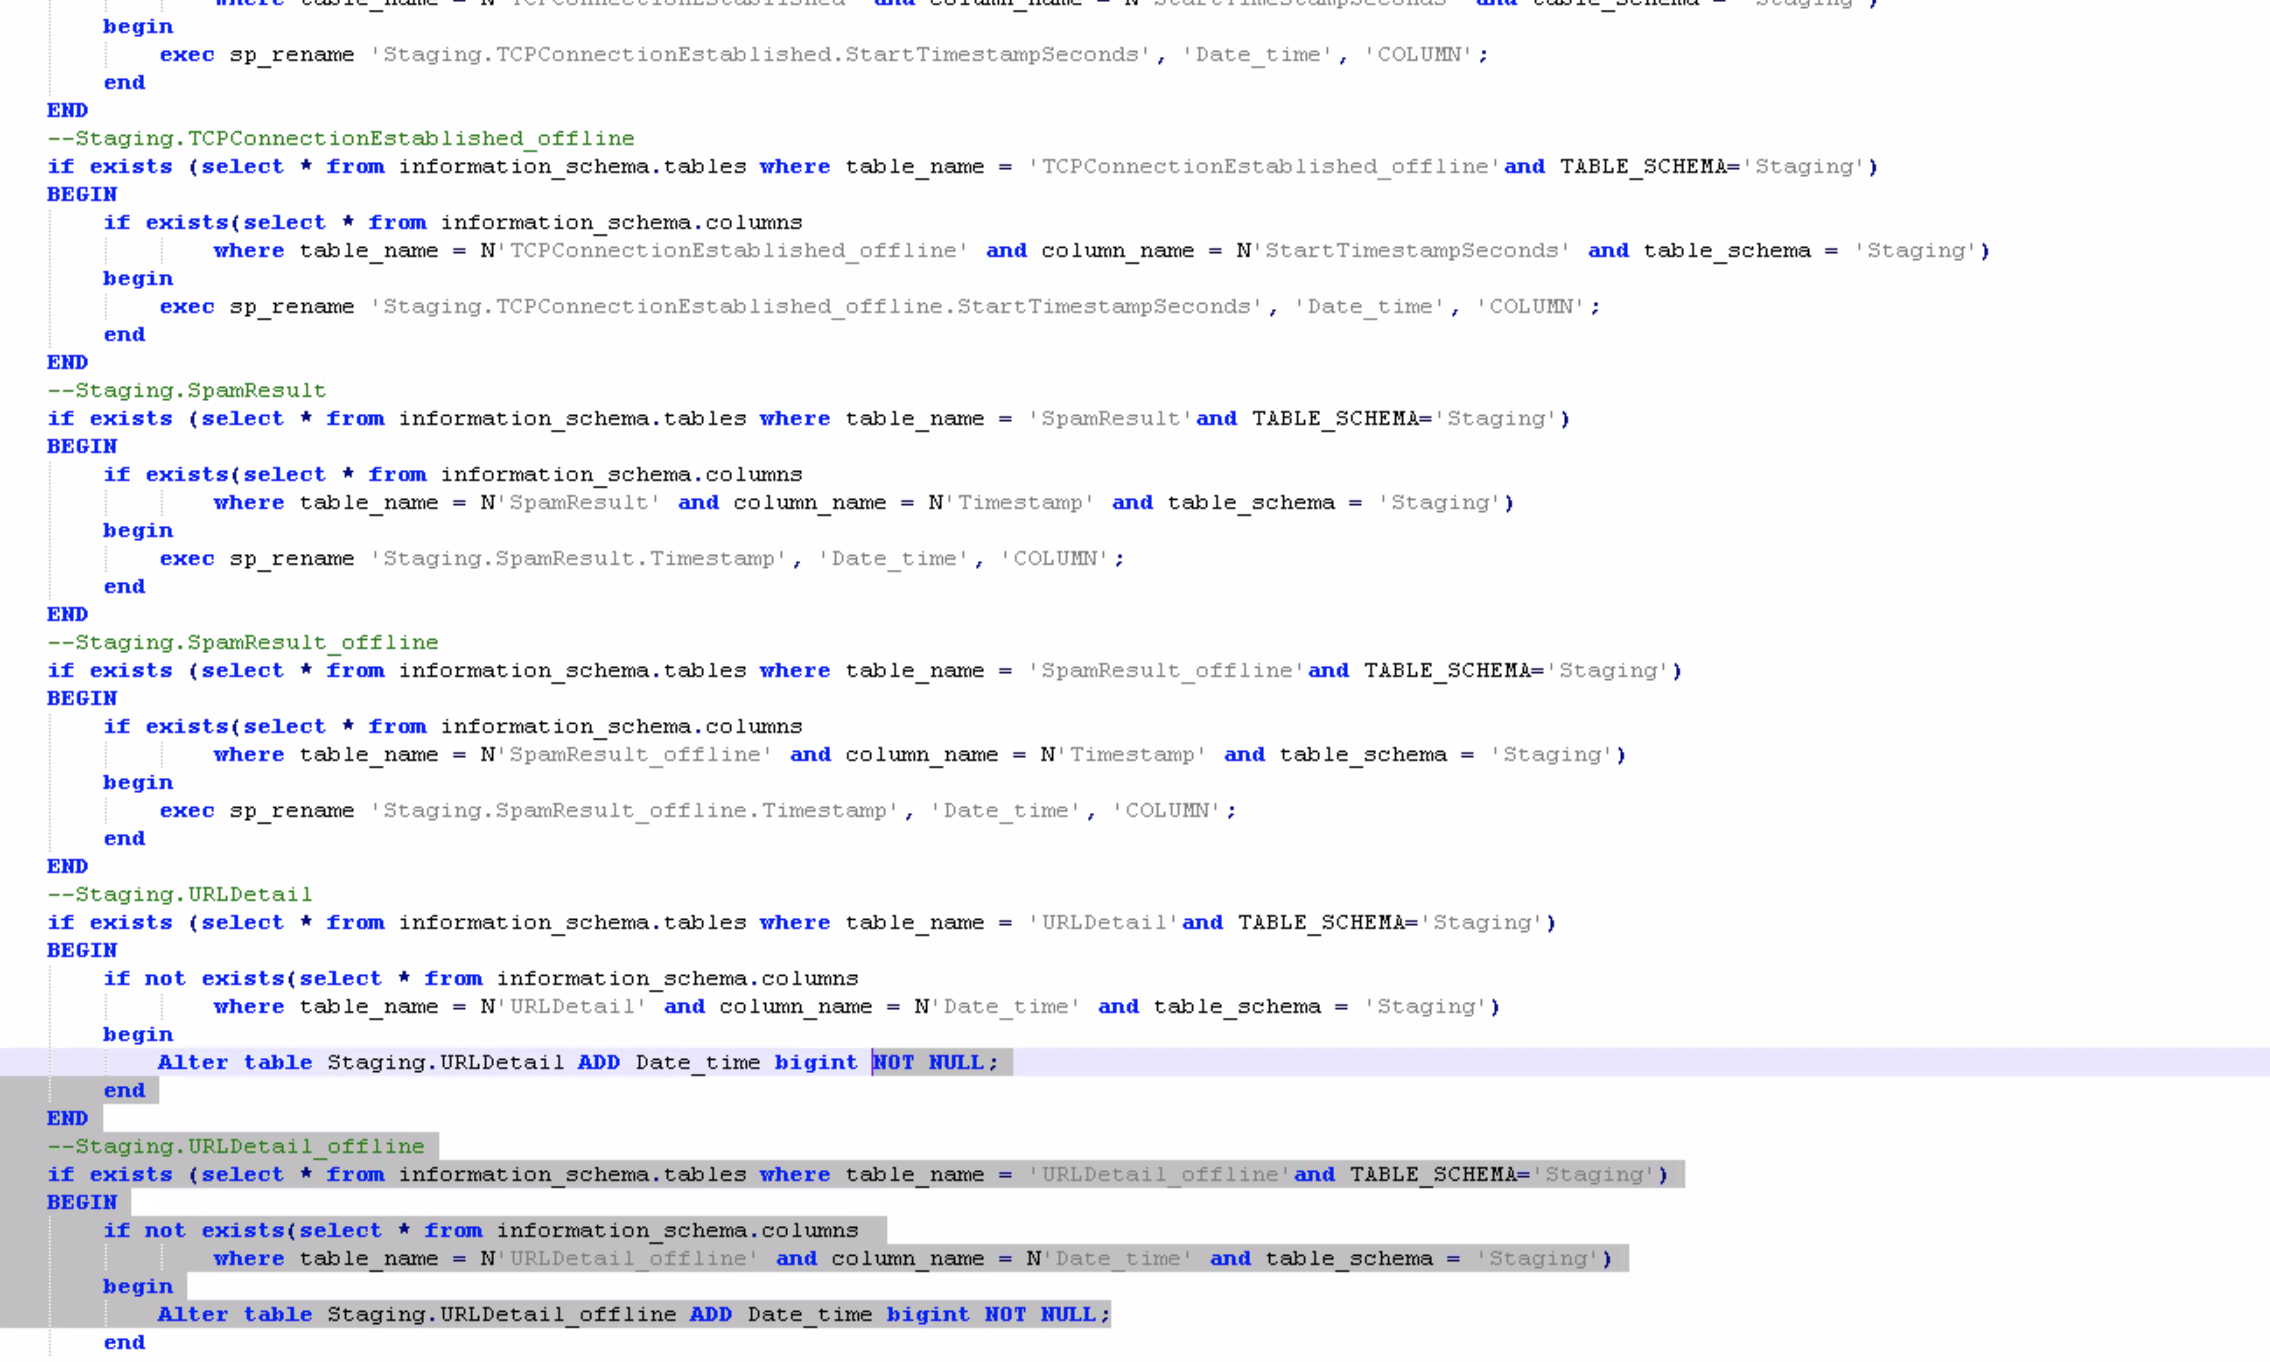 where table_name = N'TCPConnectionEstablished' and column_name = N'StartTimestampSeconds' and table_schema = 'Staging')
begin
exec sp_rename 'Staging.TCPConnectionEstablished.StartTimestampSeconds', 'Date_time', 'COLUMN';
end
END
--Staging.TCPConnectionEstablished_offline
if exists (select * from information_schema.tables where table_name = 'TCPConnectionEstablished_offline'and TABLE_SCHEMA='Staging')
BEGIN
if exists(select * from information_schema.columns
where table_name = N'TCPConnectionEstablished_offline' and column_name = N'StartTimestampSeconds' and table_schema = 'Staging')
begin
exec sp_rename 'Staging.TCPConnectionEstablished_offline.StartTimestampSeconds', 'Date_time', 'COLUMN';
end
END
--Staging.SpamResult
if exists (select * from information_schema.tables where table_name = 'SpamResult'and TABLE_SCHEMA='Staging')
BEGIN
if exists(select * from information_schema.columns
where table_name = N'SpamResult' and column_name = N'Timestamp' and table_schema = 'Staging')
begin
exec sp_rename 'Staging.SpamResult.Timestamp', 'Date_time', 'COLUMN';
end
END
--Staging.SpamResult_offline
if exists (select * from information_schema.tables where table_name = 'SpamResult_offline'and TABLE_SCHEMA='Staging')
BEGIN
if exists(select * from information_schema.columns
where table_name = N'SpamResult_offline' and column_name = N'Timestamp' and table_schema = 'Staging')
begin
exec sp_rename 'Staging.SpamResult_offline.Timestamp', 'Date_time', 'COLUMN';
end
END
--Staging.URLDetail
if exists (select * from information_schema.tables where table_name = 'URLDetail'and TABLE_SCHEMA='Staging')
BEGIN
if not exists(select * from information_schema.columns
where table_name = N'URLDetail' and column_name = N'Date_time' and table_schema = 'Staging')
begin
Alter table Staging.URLDetail ADD Date_time bigint NOT NULL;
end
END
--Staging.URLDetail_offline
if exists (select * from information_schema.tables where table_name = 'URLDetail_offline'and TABLE_SCHEMA='Staging')
BEGIN
if not exists(select * from information_schema.columns
where table_name = N'URLDetail_offline' and column_name = N'Date_time' and table_schema = 'Staging')
begin
Alter table Staging.URLDetail_offline ADD Date_time bigint NOT NULL;
end